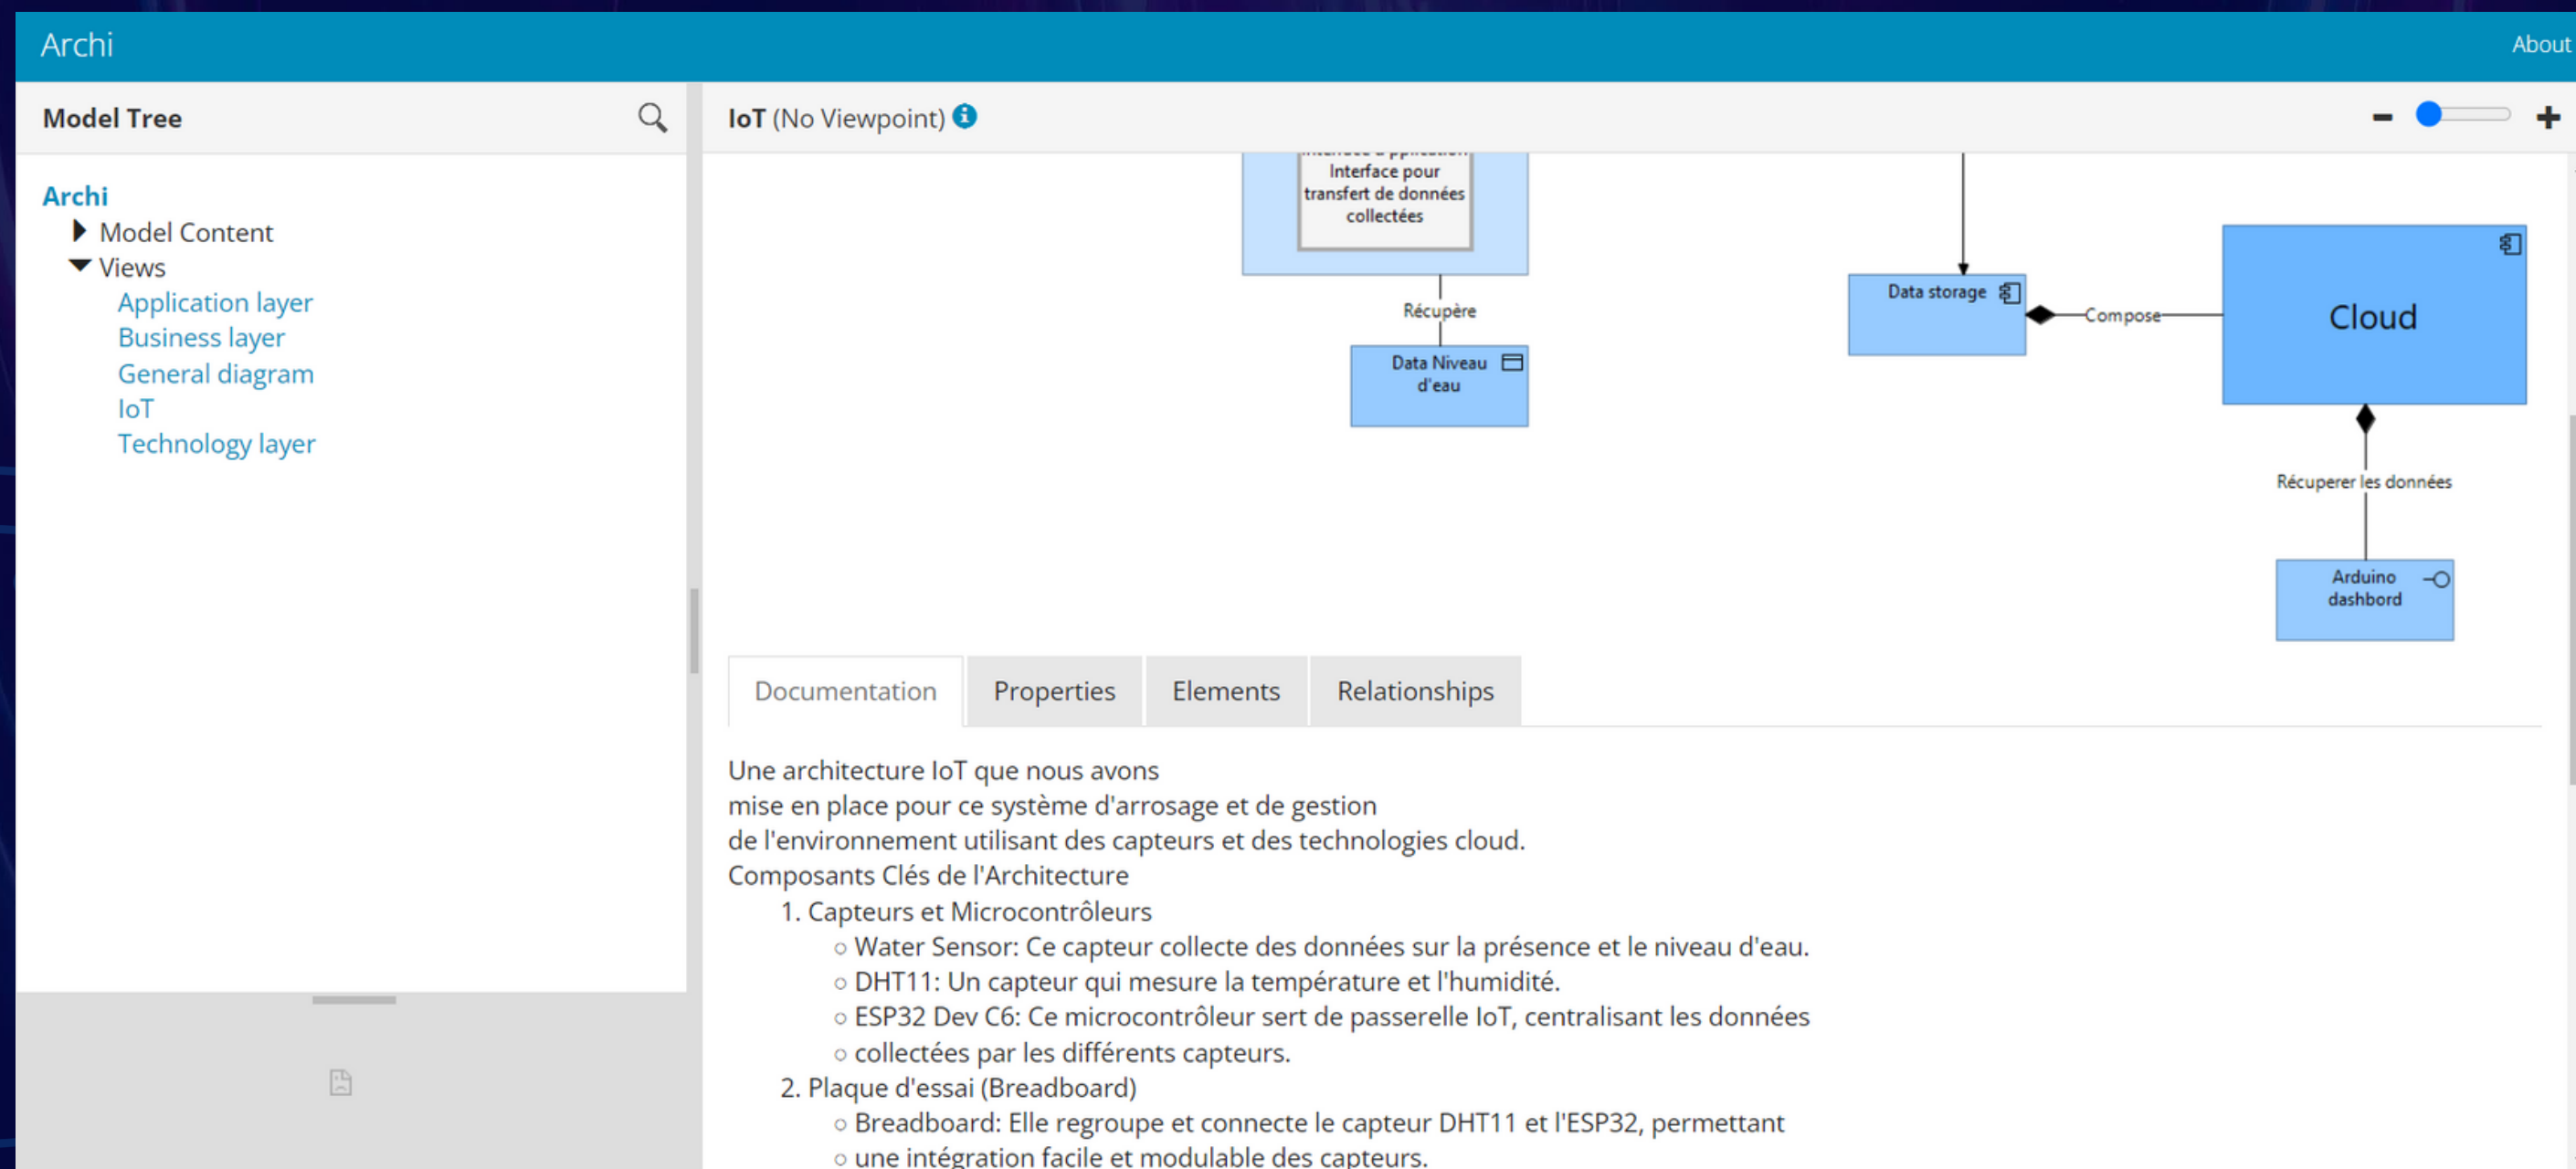 Archi
About
Model Tree
IoT (No Viewpoint)
Archi
Model Content
Views
Application layer
Business layer
General diagram
IoT
Technology layer
Interface pour
transfert de données
collectées
Récupère
Data Niveau
d'eau
Data storage
Compose
Cloud
Récuperer les données
Arduino
dashbord
Documentation
Properties
Elements
Relationships
Une architecture IoT que nous avons
mise en place pour ce système d'arrosage et de gestion
de l'environnement utilisant des capteurs et des technologies cloud.
Composants Clés de l'Architecture
1. Capteurs et Microcontrôleurs
○ Water Sensor: Ce capteur collecte des données sur la présence et le niveau d'eau.
○ DHT11: Un capteur qui mesure la température et l'humidité.
○ ESP32 Dev C6: Ce microcontrôleur sert de passerelle IoT, centralisant les données
○ collectées par les différents capteurs.
2. Plaque d'essai (Breadboard)
○ Breadboard: Elle regroupe et connecte le capteur DHT11 et l'ESP32, permettant
○ une intégration facile et modulable des capteurs.